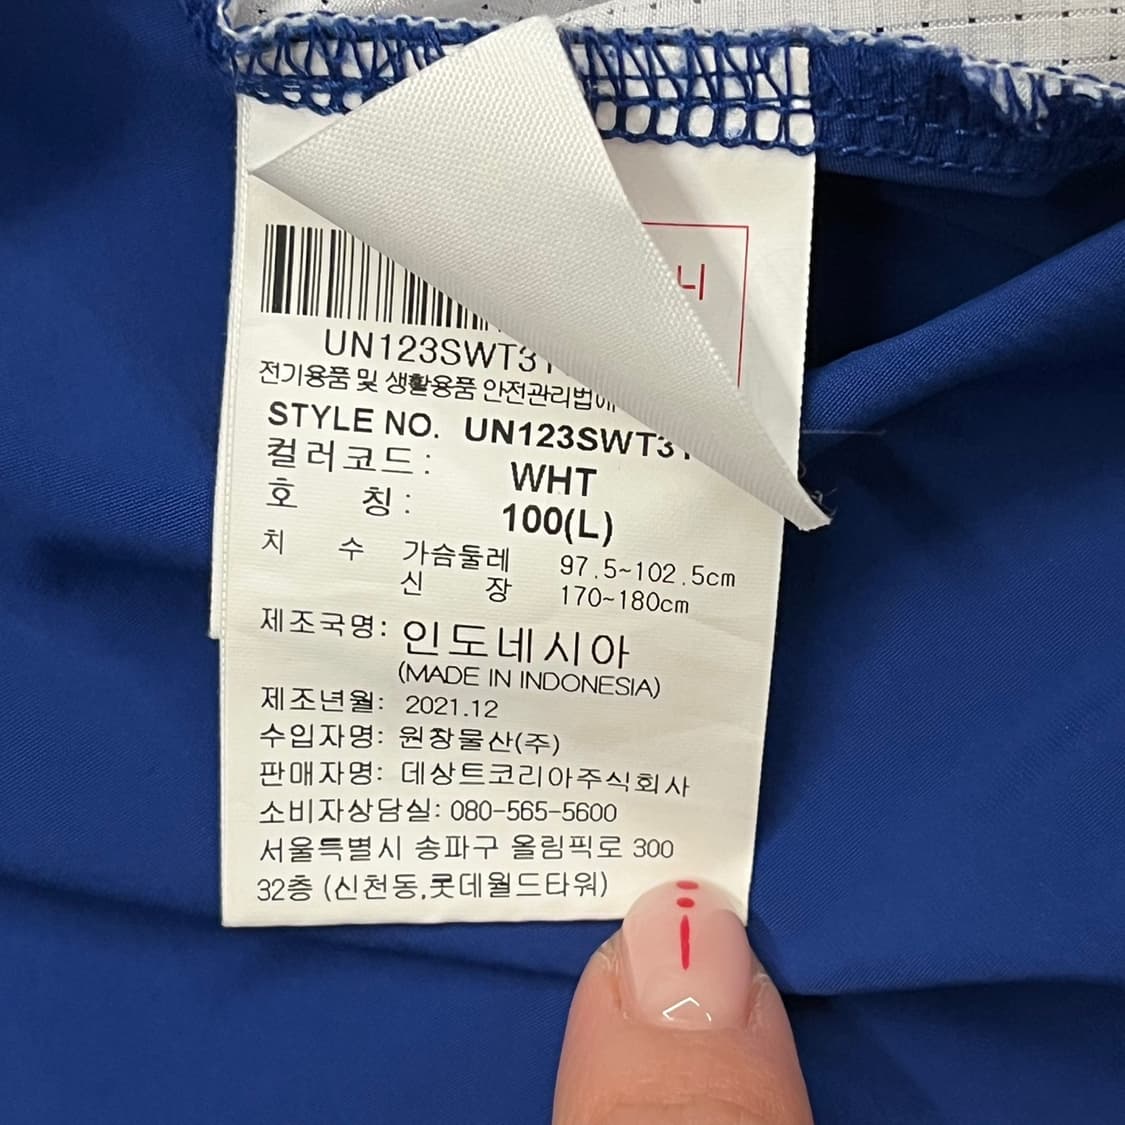 니
UN123SWT3
전기용품 및 생활용품 안전관리법에
STYLE NO. UN123SWT3
컬러코드: WHT
호 칭: 100(L)
치 수 가슴둘레 97.5~102.5cm
신 장 170~180cm
제조국명: 인도네시아
(MADE IN INDONESIA)
제조년월: 2021.12
수입자명: 원창물산(주)
판매자명: 데상트코리아주식회사
소비자상담실: 080-565-5600
서울특별시 송파구 올림픽로 300
32층 (신천동,롯데월드타워)